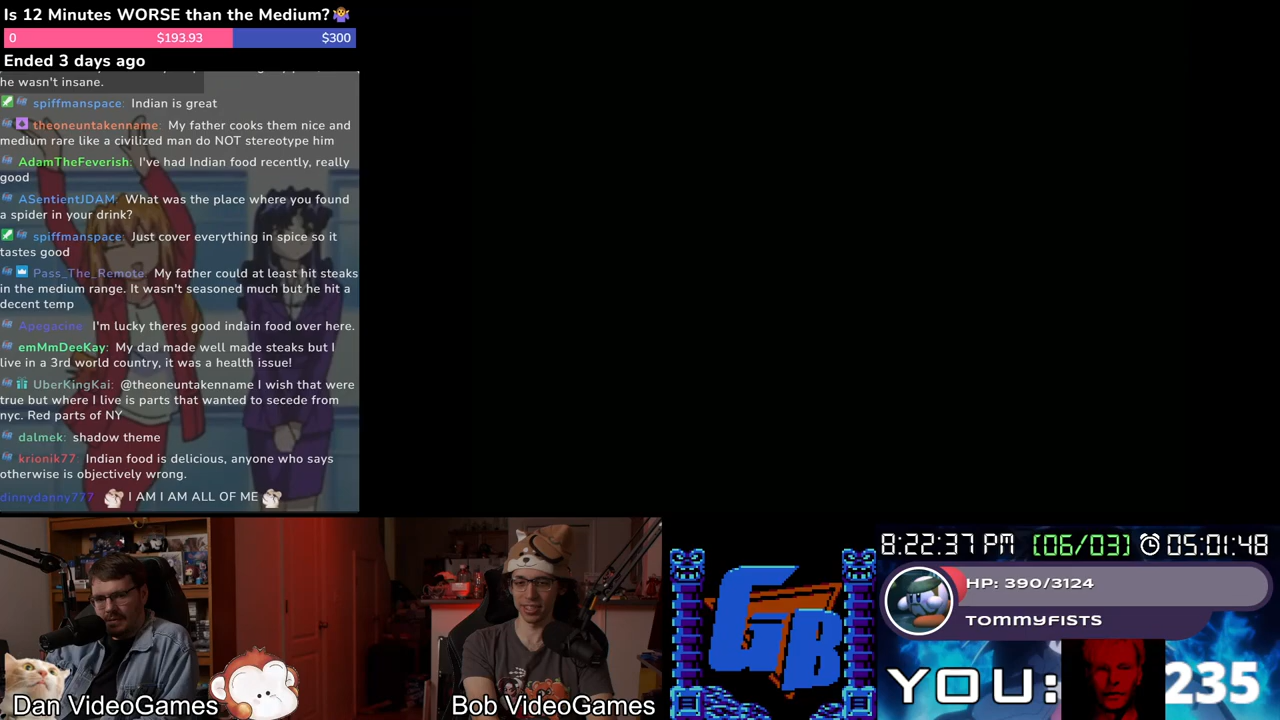 Is 12 Minutes WORSE than the Medium?🤷‍♀️
0 $193.93 $300
Ended 3 days ago
he wasn't insane.
spiffmanspace: Indian is great
theoneuntakenname: My father cooks them nice and
medium rare like a civilized man do NOT stereotype him
AdamTheFeverish: I've had Indian food recently, really
good
ASentientJDAM: What was the place where you found
a spider in your drink?
spiffmanspace: Just cover everything in spice so it
tastes good
Pass_The_Remote: My father could at least hit steaks
in the medium range. It wasn't seasoned much but he hit a
decent temp
Apegacine: I'm lucky theres good indain food over here.
emMmDeeKay: My dad made well made steaks but I
live in a 3rd world country, it was a health issue!
UberKingKai: @theoneuntakenname I wish that were
true but where I live is parts that wanted to secede from
nyc. Red parts of NY
dalmek: shadow theme
krionik77: Indian food is delicious, anyone who says
otherwise is objectively wrong.
dinnydanny777 I AM I AM ALL OF ME
Dan VideoGames
Bob VideoGames
GB
8:22:37 PM [06/03] 05:01:48
HP: 390/3124
TOMMYFISTS
YOU: 235